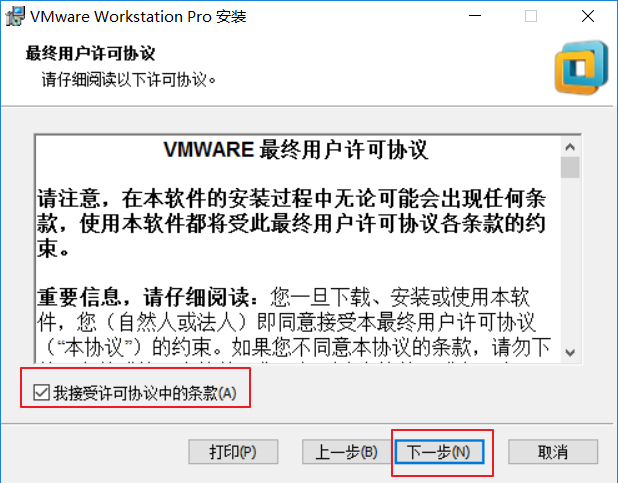 VMware Workstation Pro 安装
最终用户许可协议
请仔细阅读以下许可协议。
VMWARE 最终用户许可协议
请注意，在本软件的安装过程中无论可能会出现任何条
款，使用本软件都将受此最终用户许可协议各条款的约
束。
重要信息，请仔细阅读：您一旦下载、安装或使用本软
件，您（自然人或法人）即同意接受本最终用户许可协议
（“本协议”）的约束。如果您不同意本协议的条款，请勿下
我接受许可协议中的条款(A)
打印(P) 上一步(B) 下一步(N) 取消